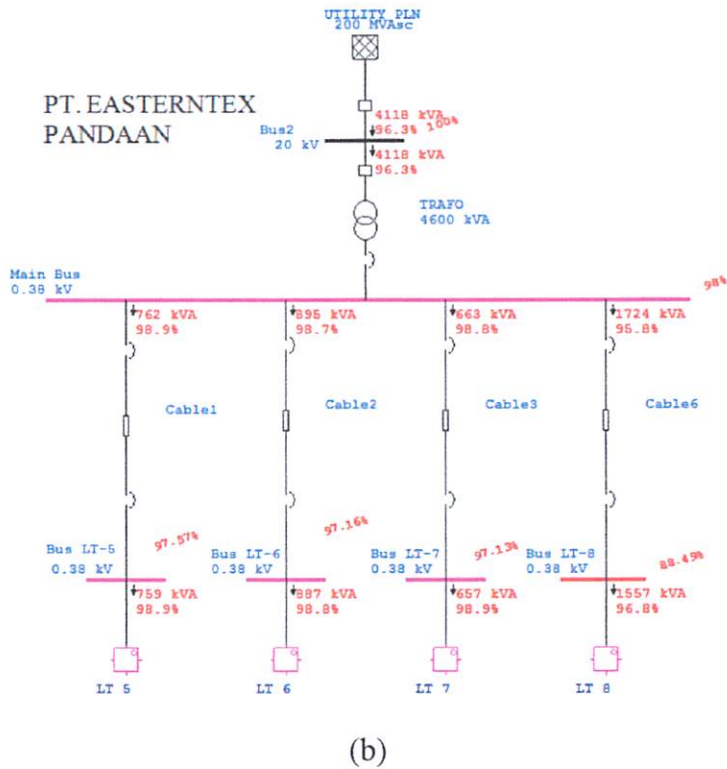 UTILITY PLN
200 MVAsc
PT. EASTERNTEX
PANDAAN
4118 kVA
96.3%
100%
Bus2
20 kV
4118 kVA
96.3%
TRAFO
4600 kVA
Main Bus
0.38 kV
98%
762 kVA
98.9%
895 kVA
98.7%
663 kVA
98.8%
1724 kVA
95.8%
Cable1
Cable2
Cable3
Cable6
Bus LT-5
0.38 kV
97.57%
Bus LT-6
0.38 kV
97.16%
Bus LT-7
0.38 kV
97.13%
Bus LT-8
0.38 kV
88.49%
759 kVA
98.9%
887 kVA
98.8%
657 kVA
98.9%
1557 kVA
96.8%
LT 5
LT 6
LT 7
LT 8
(b)